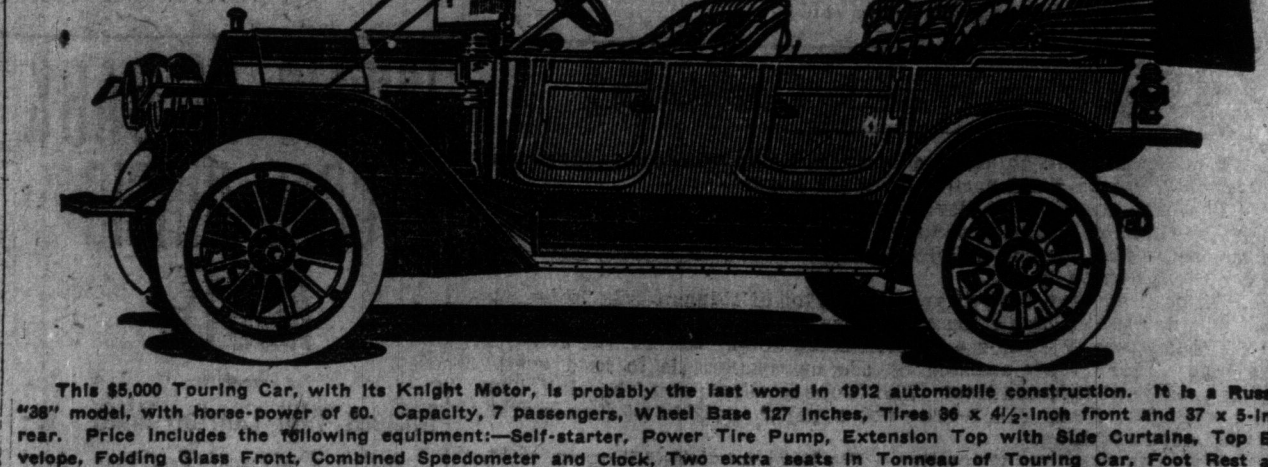 This $5,000 Touring Car, with its Knight Motor, is probably the last word in 1912 automobile construction. It is a Russ
"38" model, with horse-power of 60. Capacity, 7 passengers, Wheel Base 127 inches, Tires 36 x 4½-inch front and 37 x 5-in
rear. Price includes the following equipment:—Self-starter, Power Tire Pump, Extension Top with Side Curtains, Top E
velope, Folding Glass Front, Combined Speedometer and Clock, Two extra seats in Tonneau of Touring Car, Foot Rest a